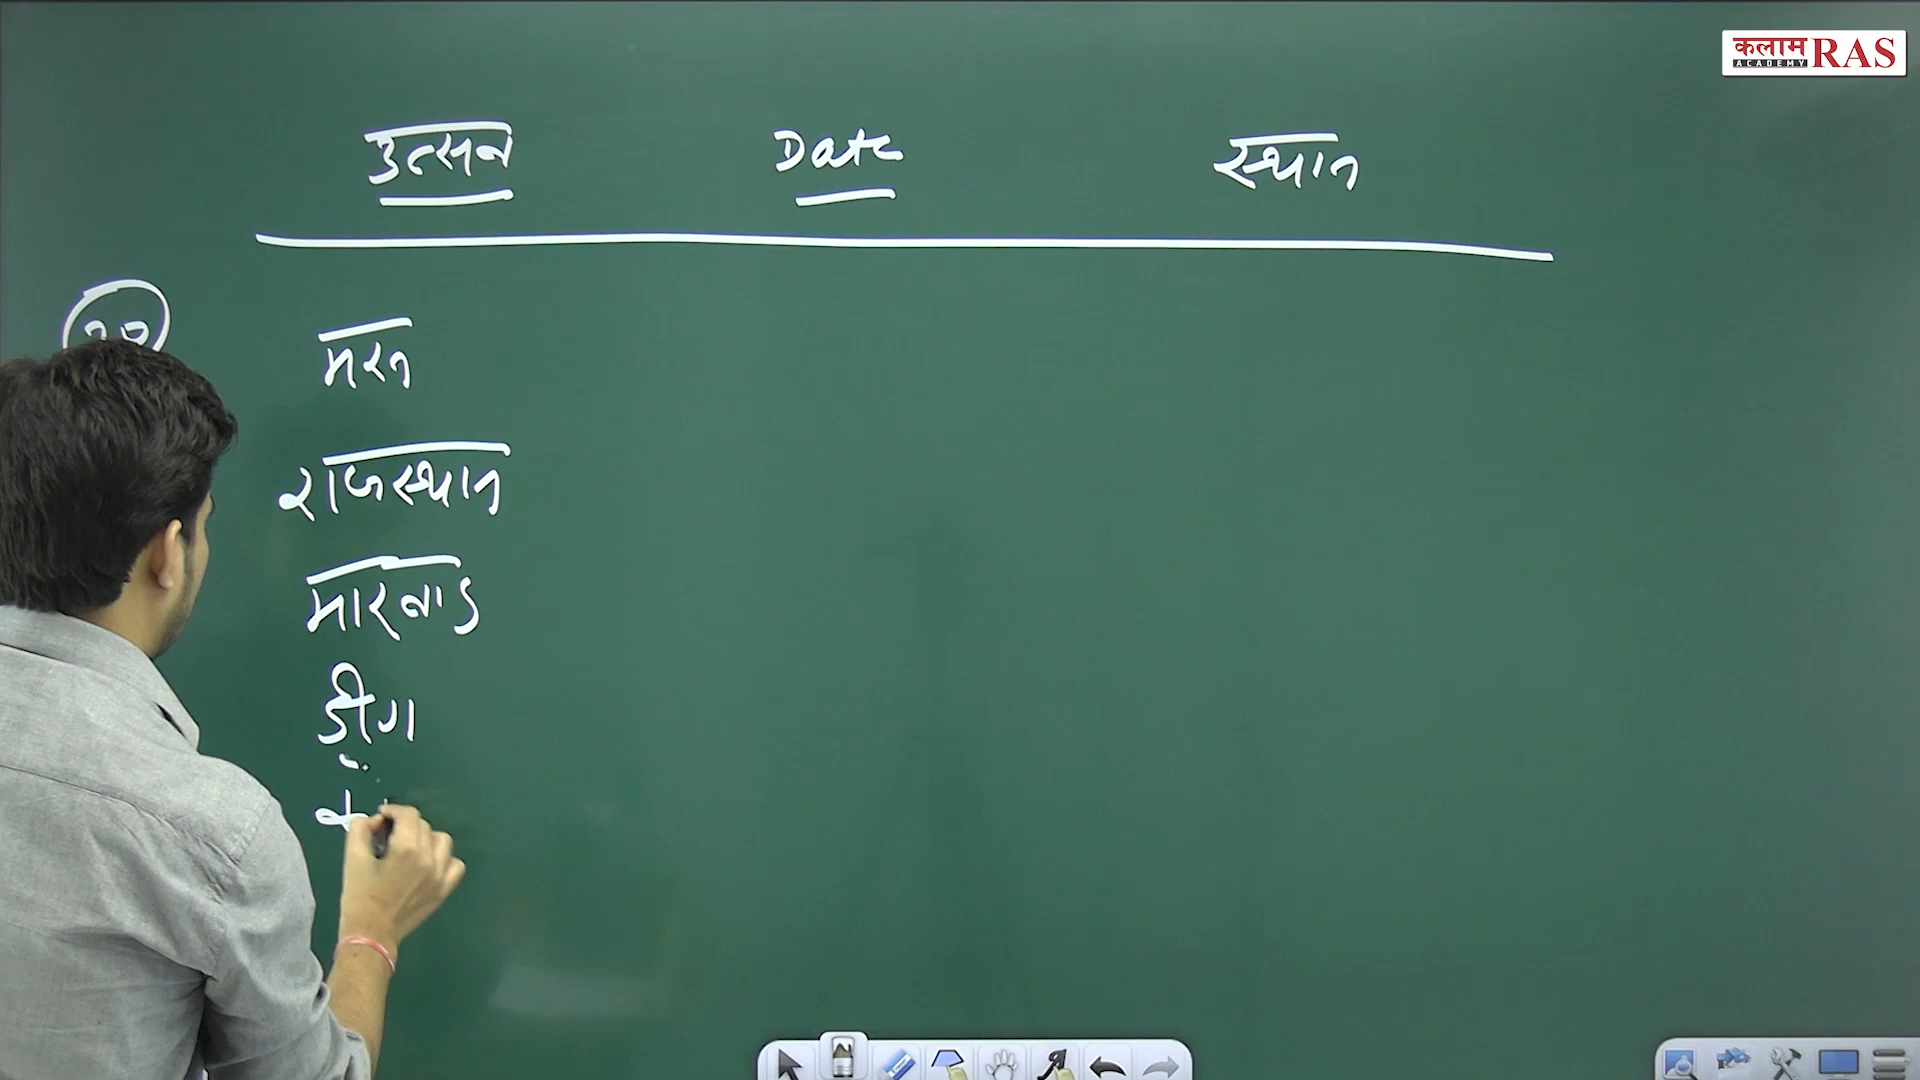 कलाम RAS
ACADEMY
उत्सव Date स्थान
मरु
राजस्थान
मारवाड
डीग